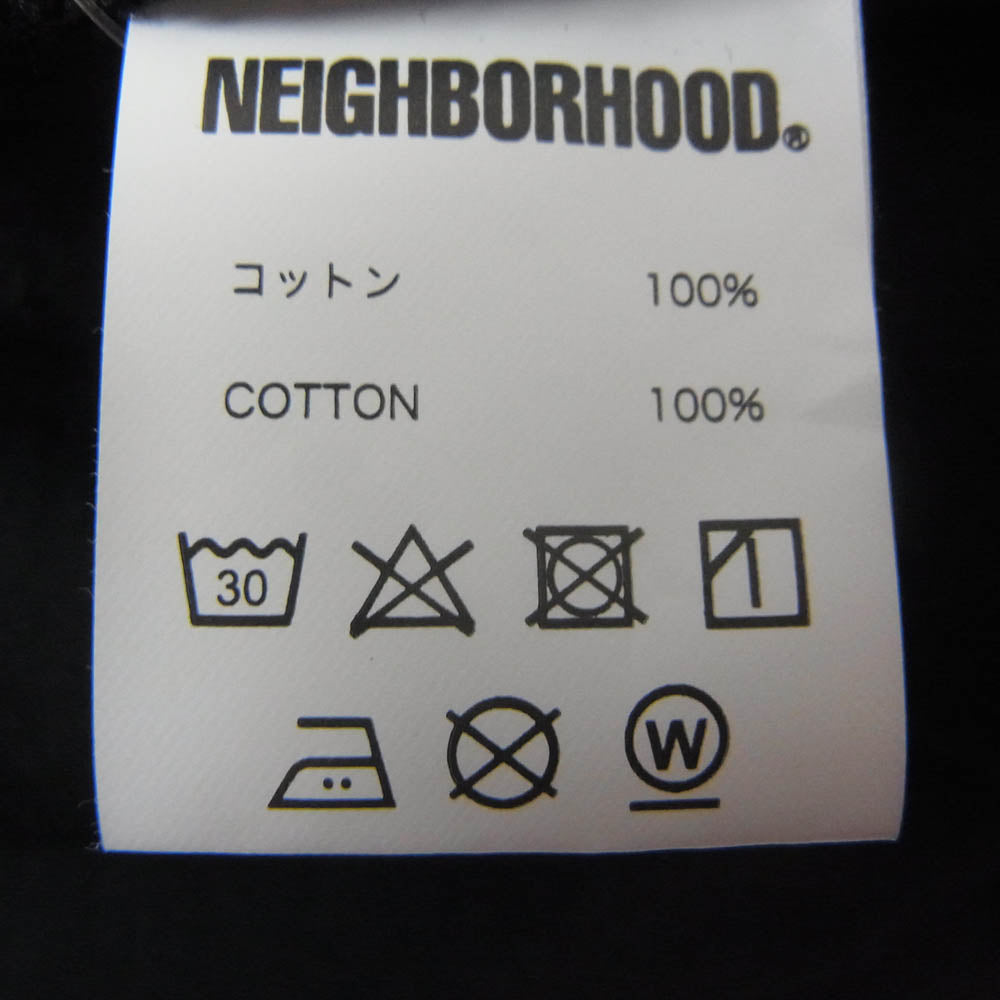 NEIGHBORHOOD®
コットン 100%
COTTON 100%
30
W